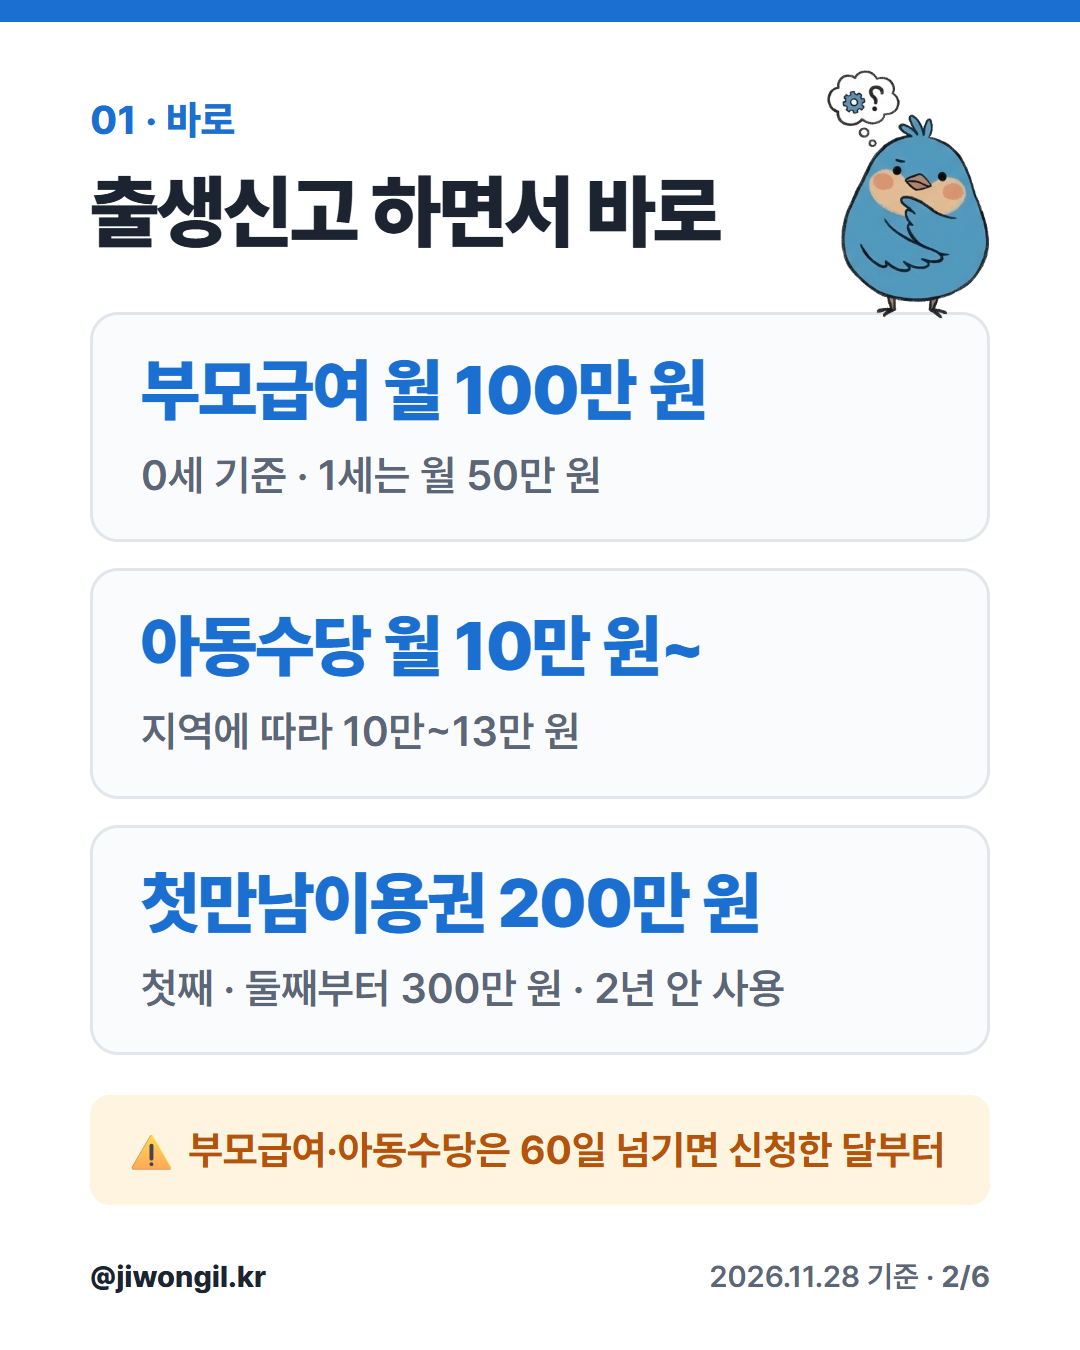 01 · 바로
출생신고 하면서 바로
?
부모급여 월 100만 원
0세 기준 · 1세는 월 50만 원
아동수당 월 10만 원~
지역에 따라 10만~13만 원
첫만남이용권 200만 원
첫째 · 둘째부터 300만 원 · 2년 안 사용
⚠️ 부모급여·아동수당은 60일 넘기면 신청한 달부터
@jiwongil.kr
2026.11.28 기준 · 2/6